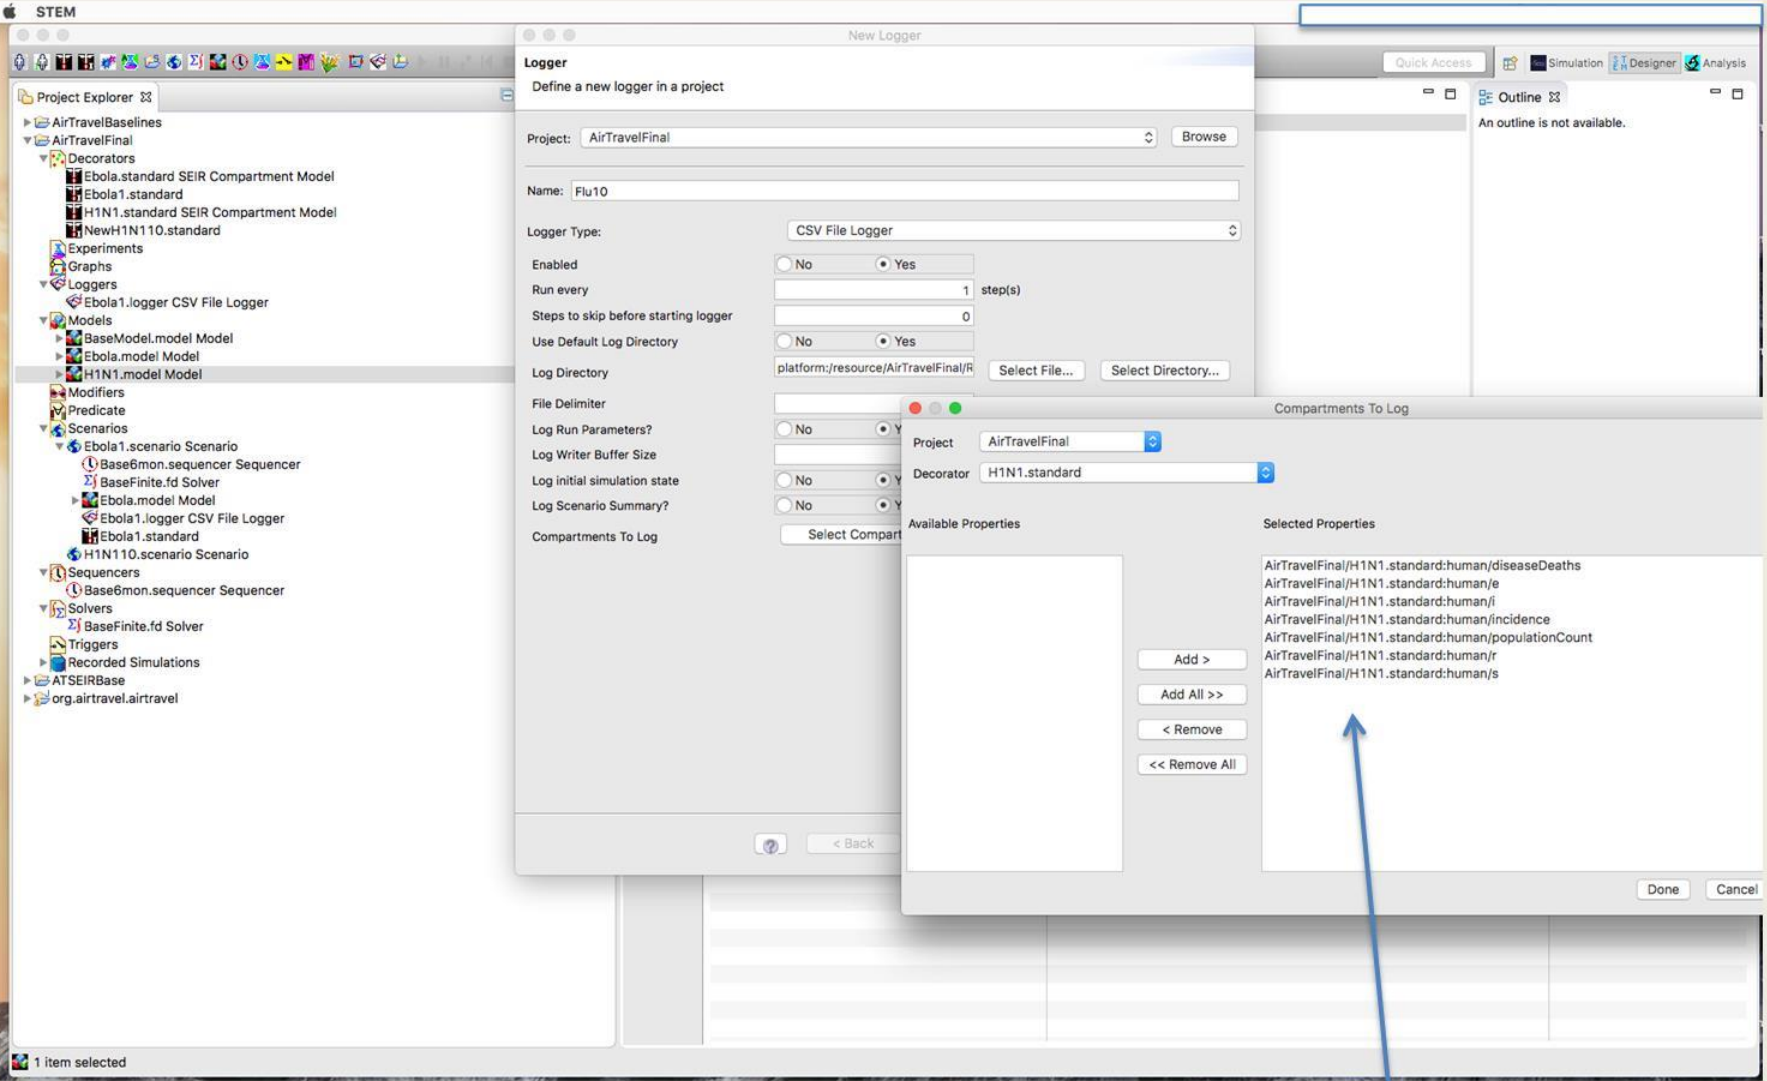 STEM
New Logger
Quick Access
Simulation
Designer
Analysis
Project Explorer
AirTravelBaselines
AirTravelFinal
Decorators
Ebola.standard SEIR Compartment Model
Ebola1.standard
H1N1.standard SEIR Compartment Model
NewH1N110.standard
Experiments
Graphs
Loggers
Ebola1.logger CSV File Logger
Models
BaseModel.model Model
Ebola.model Model
H1N1.model Model
Modifiers
Predicate
Scenarios
Ebola1.scenario Scenario
Base6mon.sequencer Sequencer
BaseFinite.fd Solver
Ebola.model Model
Ebola1.logger CSV File Logger
Ebola1.standard
H1N110.scenario Scenario
Sequencers
Base6mon.sequencer Sequencer
Solvers
BaseFinite.fd Solver
Triggers
Recorded Simulations
ATSEIRBase
org.airtravel.airtravel
1 item selected
Logger
Define a new logger in a project
Project: AirTravelFinal Browse
Name: Flu10
Logger Type: CSV File Logger
Enabled No Yes
Run every 1 step(s)
Steps to skip before starting logger 0
Use Default Log Directory No Yes
Log Directory platform:/resource/AirTravelFinal/R Select File... Select Directory...
File Delimiter
Log Run Parameters? No Y
Log Writer Buffer Size
Log initial simulation state No Y
Log Scenario Summary? No Y
Compartments To Log Select Compart
< Back
Outline
An outline is not available.
Compartments To Log
Project AirTravelFinal
Decorator H1N1.standard
Available Properties
Selected Properties
AirTravelFinal/H1N1.standard:human/diseaseDeaths
AirTravelFinal/H1N1.standard:human/e
AirTravelFinal/H1N1.standard:human/i
AirTravelFinal/H1N1.standard:human/incidence
AirTravelFinal/H1N1.standard:human/populationCount
AirTravelFinal/H1N1.standard:human/r
AirTravelFinal/H1N1.standard:human/s
Add >
Add All >>
< Remove
<< Remove All
Done Cancel